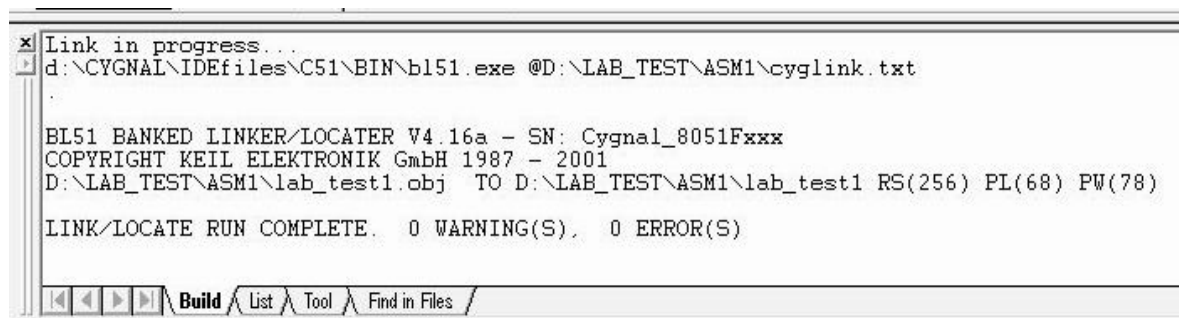 Link in progress...
d:\CYGNAL\IDEfiles\C51\BIN\bl51.exe @D:\LAB_TEST\ASM1\cyglink.txt
.
BL51 BANKED LINKER/LOCATER V4.16a - SN: Cygnal_8051Fxxx
COPYRIGHT KEIL ELEKTRONIK GmbH 1987 - 2001
D:\LAB_TEST\ASM1\lab_test1.obj  TO D:\LAB_TEST\ASM1\lab_test1 RS(256) PL(68) PW(78)
LINK/LOCATE RUN COMPLETE.  0 WARNING(S),  0 ERROR(S)
Build List Tool Find in Files